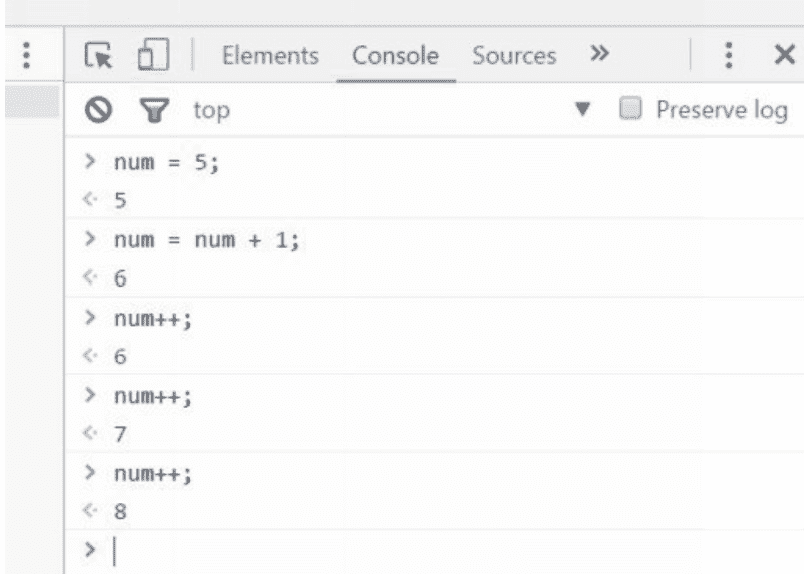 Elements Console Sources »
top ▼ Preserve log
> num = 5;
<· 5
> num = num + 1;
<· 6
> num++;
<· 6
> num++;
<· 7
> num++;
<· 8
>